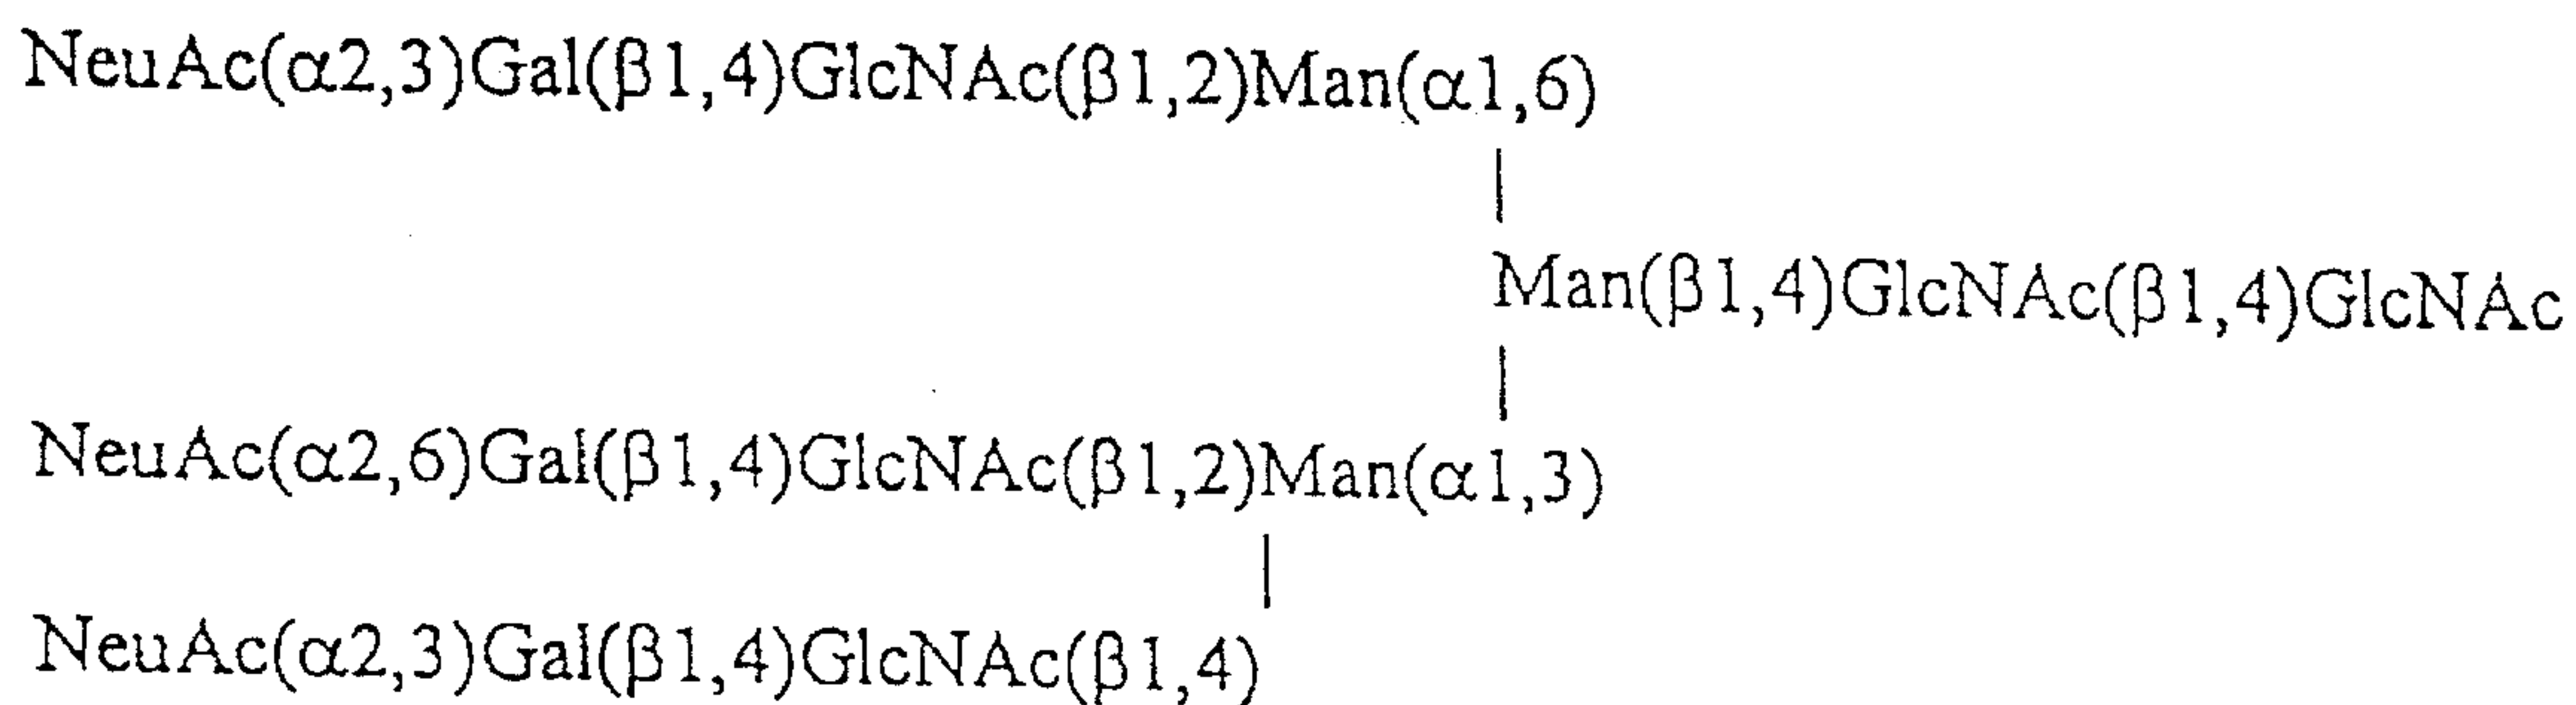 NeuAc(α2,3)Gal(β1,4)GlcNAc(β1,2)Man(α1,6)
Man(β1,4)GlcNAc(β1,4)GlcNAc
NeuAc(α2,6)Gal(β1,4)GlcNAc(β1,2)Man(α1,3)
NeuAc(α2,3)Gal(β1,4)GlcNAc(β1,4)